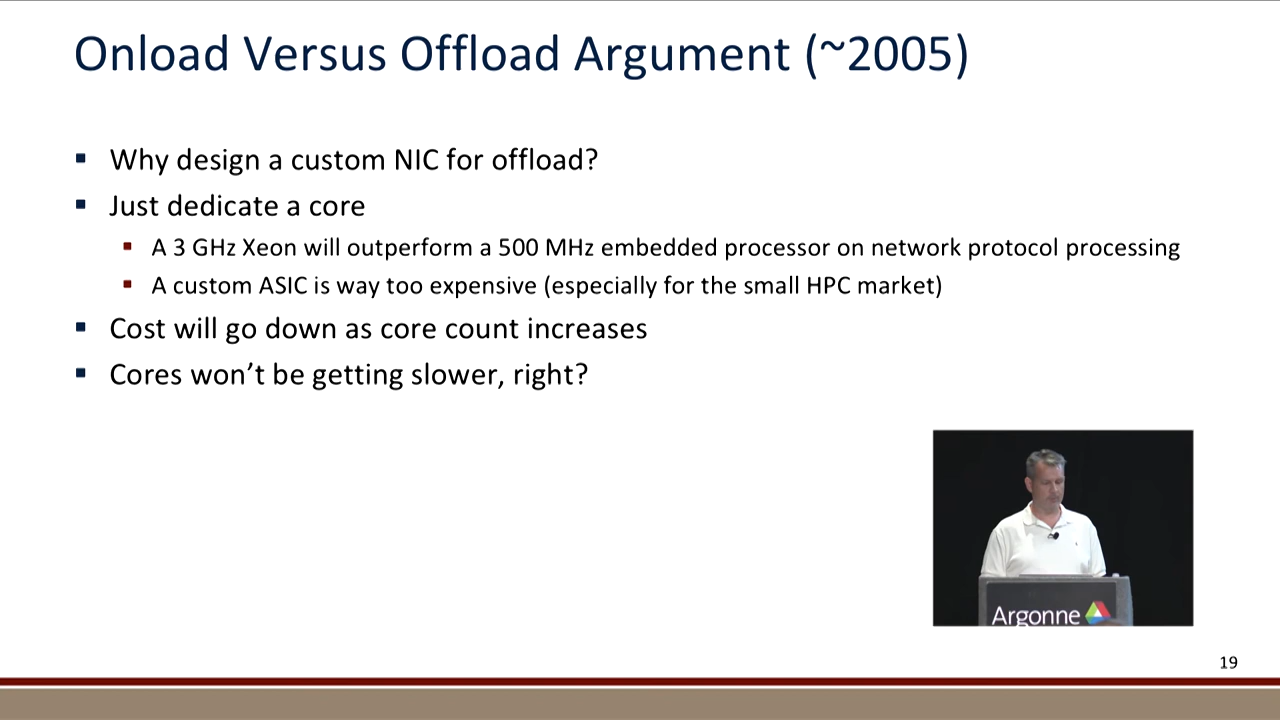 Onload Versus Offload Argument (~2005)
Why design a custom NIC for offload?
Just dedicate a core
A 3 GHz Xeon will outperform a 500 MHz embedded processor on network protocol processing
A custom ASIC is way too expensive (especially for the small HPC market)
Cost will go down as core count increases
Cores won’t be getting slower, right?
Argonne
19